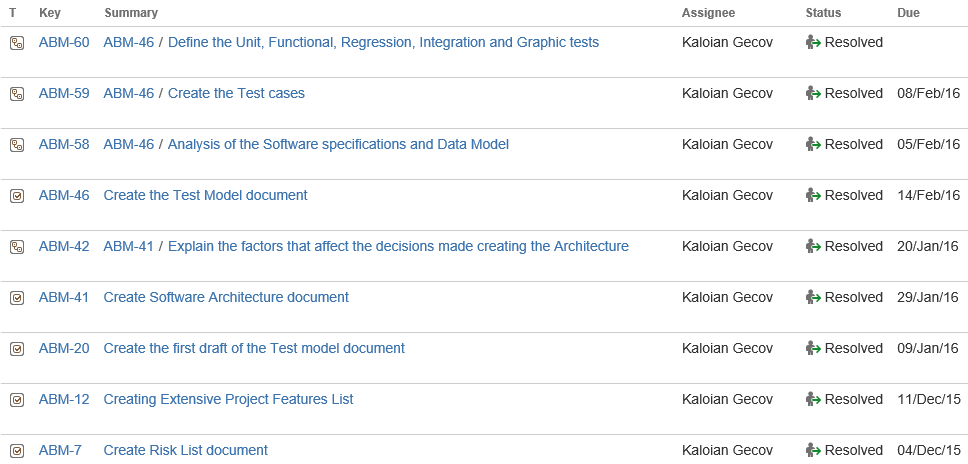 T Key Summary Assignee Status Due
ABM-60 ABM-46 / Define the Unit, Functional, Regression, Integration and Graphic tests Kaloian Gecov Resolved
ABM-59 ABM-46 / Create the Test cases Kaloian Gecov Resolved 08/Feb/16
ABM-58 ABM-46 / Analysis of the Software specifications and Data Model Kaloian Gecov Resolved 05/Feb/16
ABM-46 Create the Test Model document Kaloian Gecov Resolved 14/Feb/16
ABM-42 ABM-41 / Explain the factors that affect the decisions made creating the Architecture Kaloian Gecov Resolved 20/Jan/16
ABM-41 Create Software Architecture document Kaloian Gecov Resolved 29/Jan/16
ABM-20 Create the first draft of the Test model document Kaloian Gecov Resolved 09/Jan/16
ABM-12 Creating Extensive Project Features List Kaloian Gecov Resolved 11/Dec/15
ABM-7 Create Risk List document Kaloian Gecov Resolved 04/Dec/15